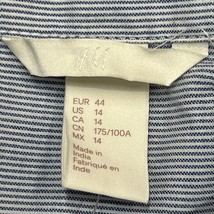 H&M
EUR 44
US 14
CA 14
CN 175/100A
MX 14
Made in
India
Fabriqué en
Inde